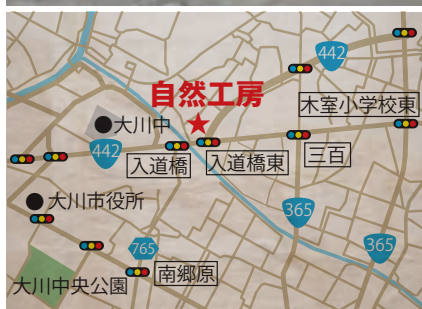 442
自然工房
木室小学校東
大川中
442
入道橋
入道橋東
三百
大川市役所
365
765
365
南郷原
大川中央公園